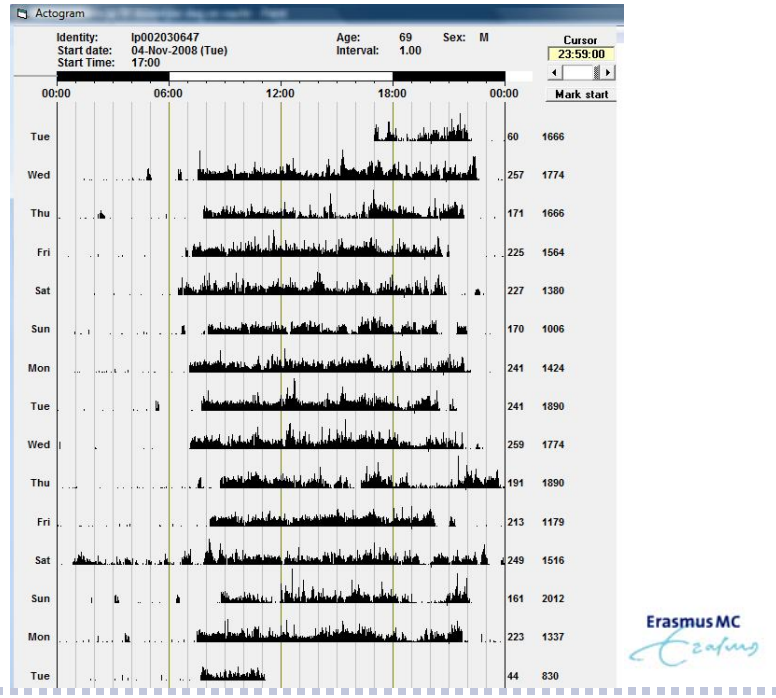 Actogram
Identity: lp002030647 Age: 69 Sex: M
Start date: 04-Nov-2008 (Tue) Interval: 1.00
Start Time: 17:00
Cursor
23:59:00
Mark start
00:00 06:00 12:00 18:00 00:00
Tue 60 1666
Wed 257 1774
Thu 171 1666
Fri 225 1564
Sat 227 1380
Sun 170 1006
Mon 241 1424
Tue 241 1890
Wed 259 1774
Thu 191 1890
Fri 213 1179
Sat 249 1516
Sun 161 2012
Mon 223 1337
Tue 44 830
Erasmus MC
Erasmus